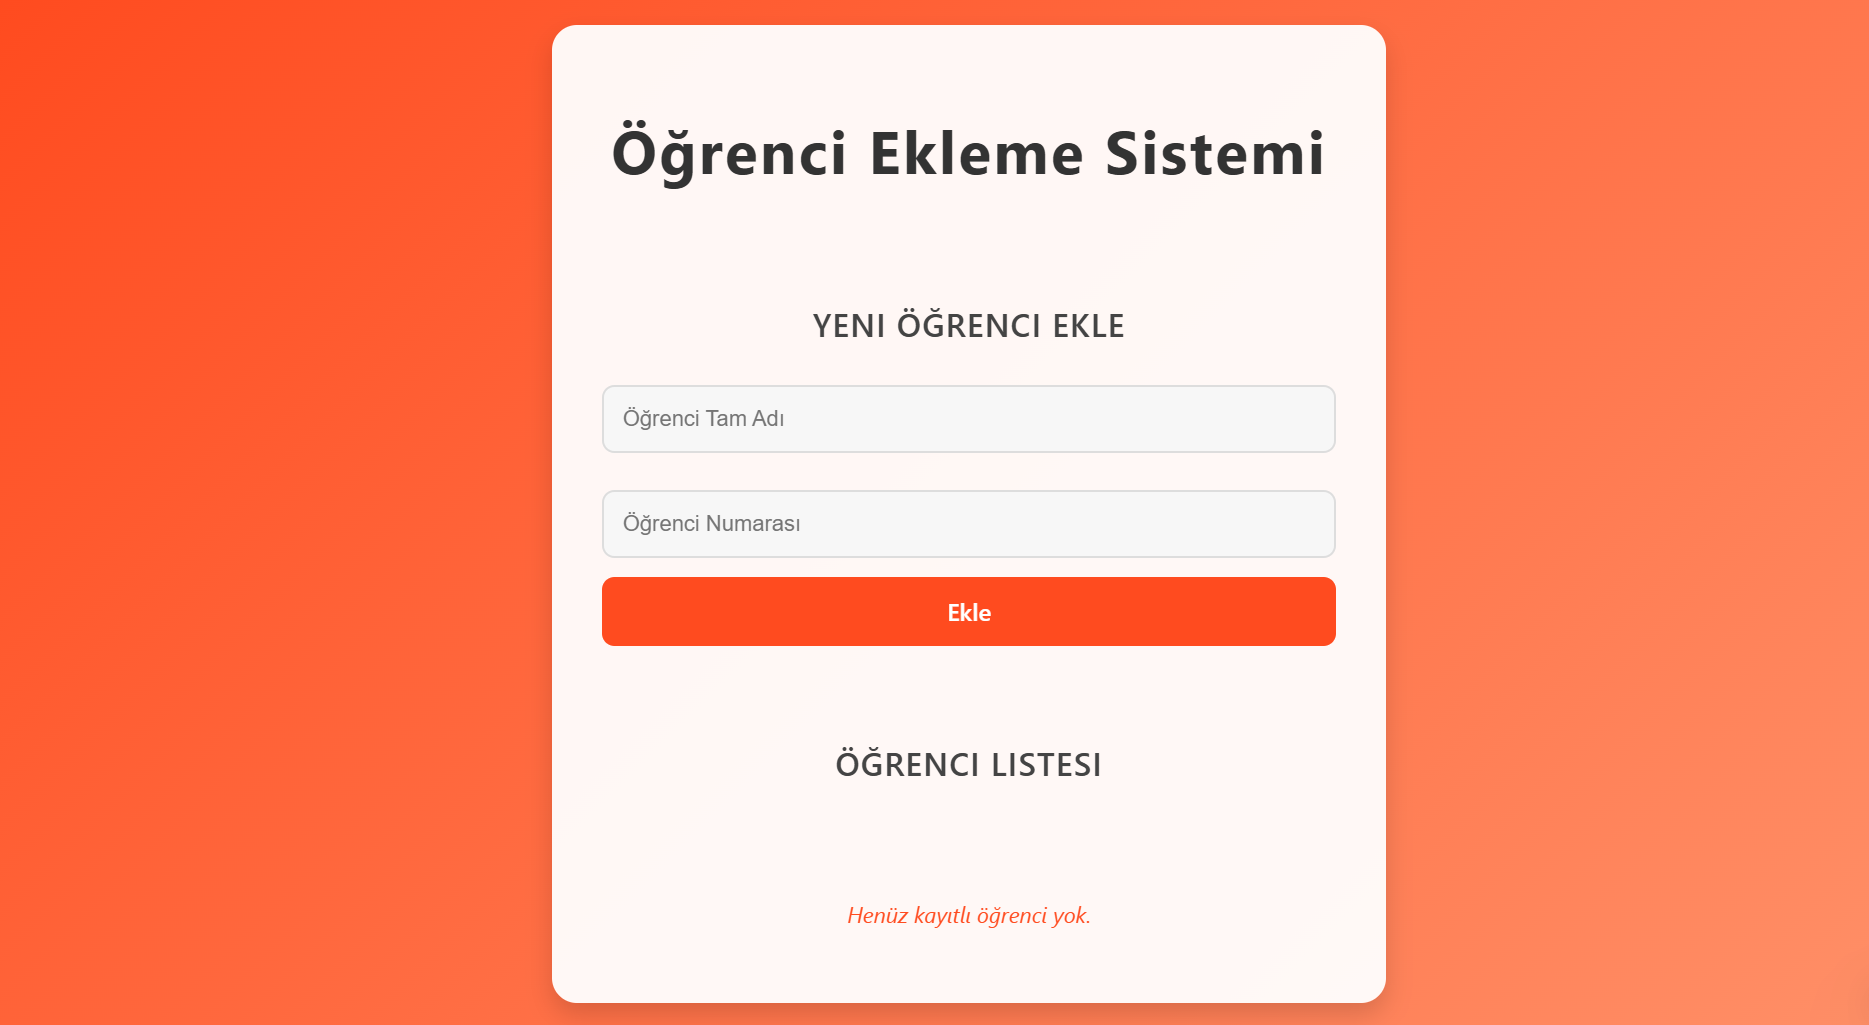 Öğrenci Ekleme Sistemi
YENI ÖĞRENCI EKLE
Öğrenci Tam Adı
Öğrenci Numarası
Ekle
ÖĞRENCI LISTESI
Henüz kayıtlı öğrenci yok.